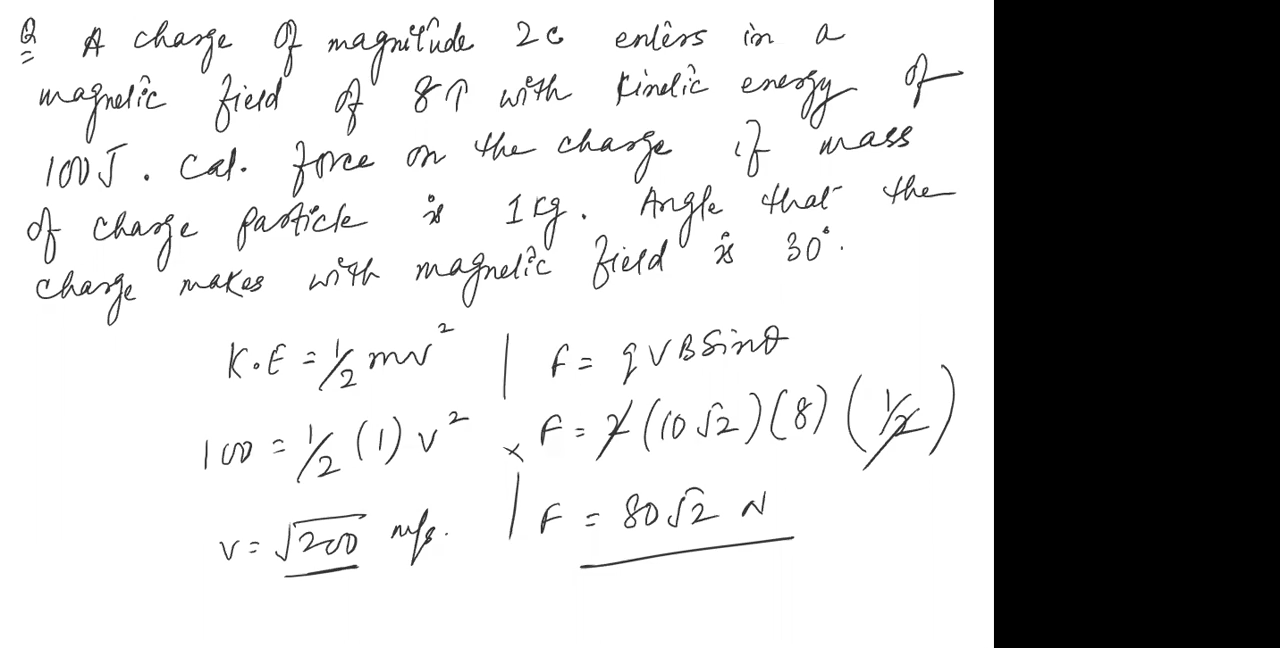 Q A charge of magnitude 2c enters in a
magnetic field of 8T with kinetic energy of
100J. Cal. force on the charge if mass
of charge particle is 1kg. Angle that the
charge makes with magnetic field is 30°.
K.E = 1/2 mv² | F = qVBSinθ
100 = 1/2 (1) v² × F = 2(10√2)(8)(1/2)
v = √200 m/s. | F = 80√2 N